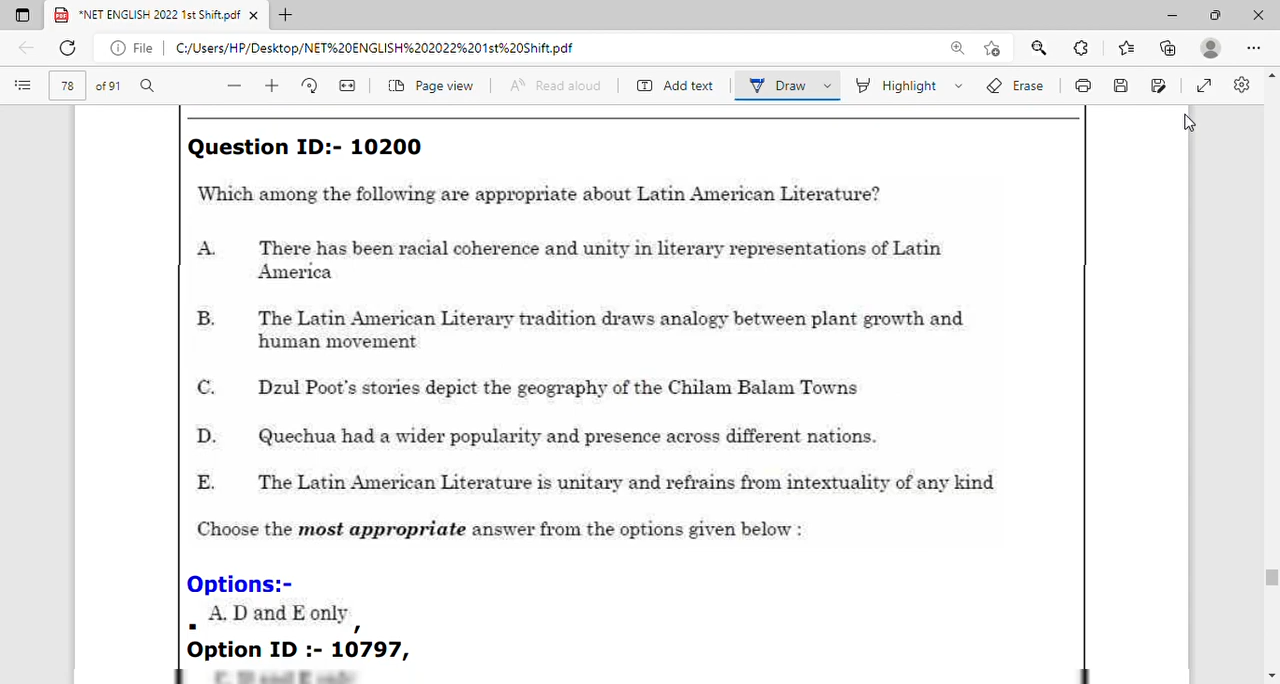 *NET ENGLISH 2022 1st Shift.pdf
File
C:/Users/HP/Desktop/NET%20ENGLISH%202022%201st%20Shift.pdf
78 of 91
Page view
Read aloud
Add text
Draw
Highlight
Erase
Question ID:- 10200
Which among the following are appropriate about Latin American Literature?
A. There has been racial coherence and unity in literary representations of Latin
America
B. The Latin American Literary tradition draws analogy between plant growth and
human movement
C. Dzul Poot's stories depict the geography of the Chilam Balam Towns
D. Quechua had a wider popularity and presence across different nations.
E. The Latin American Literature is unitary and refrains from intextuality of any kind
Choose the most appropriate answer from the options given below :
Options:-
A. D and E only ,
Option ID :- 10797,